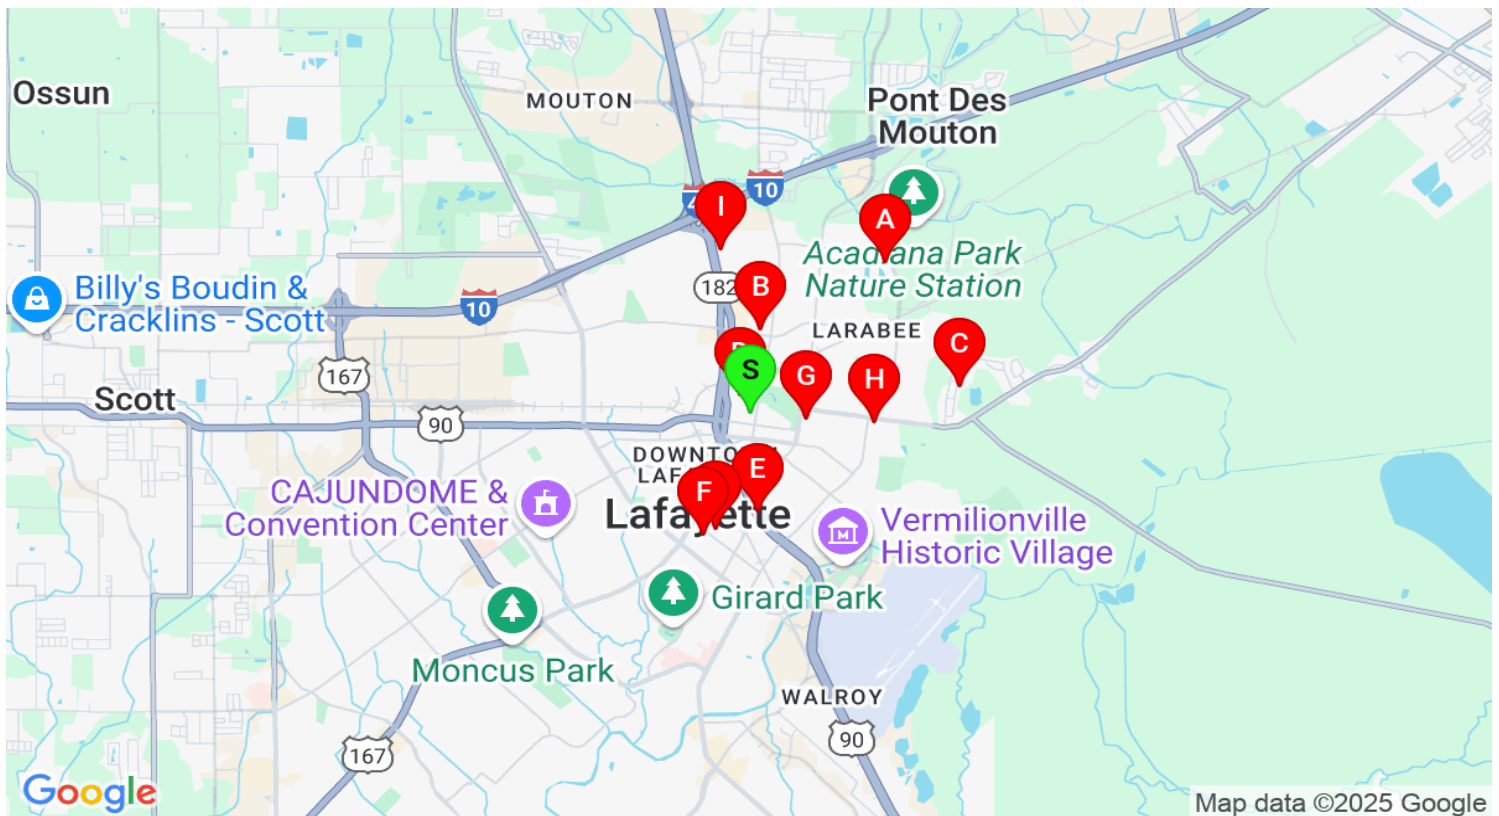 Ossun
MOUTON
Pont Des
Mouton
10
4
I
A
Acadiana Park
Nature Station
182
B
Billy's Boudin &
Cracklins - Scott
10
LARABEE
C
167
S
G
H
Scott
90
DOWNTOWN
E
CAJUNDOME &
Convention Center
F
Lafayette
Vermilionville
Historic Village
Girard Park
Moncus Park
WALROY
90
167
Google
Map data ©2025 Google